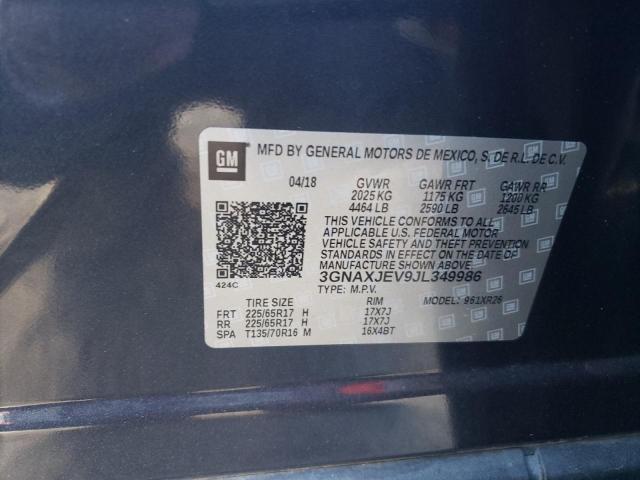 GM
MFD BY GENERAL MOTORS DE MEXICO, S. DE R.L. DE C.V.
04/18 GVWR GAWR FRT GAWR RR
2025 KG 1175 KG 1200 KG
4464 LB 2590 LB 2645 LB
THIS VEHICLE CONFORMS TO ALL
APPLICABLE U.S. FEDERAL MOTOR
VEHICLE SAFETY AND THEFT PREVENTION
STANDARDS IN EFFECT ON THE DATE OF
MANUFACTURE SHOWN ABOVE.
3GNAXJEV9JL349986
424C TYPE: M.P.V.
TIRE SIZE RIM MODEL: 961XR26
FRT 225/65R17 H 17X7J
RR 225/65R17 H 17X7J
SPA T135/70R16 M 16X4BT